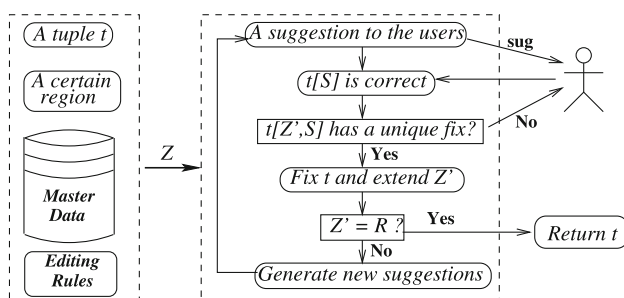 A tuple t
A certain
region
Master
Data
Editing
Rules
Z
A suggestion to the users
sug
t[S] is correct
t[Z',S] has a unique fix?
No
Yes
Fix t and extend Z'
Z' = R ?
Yes
Return t
No
Generate new suggestions